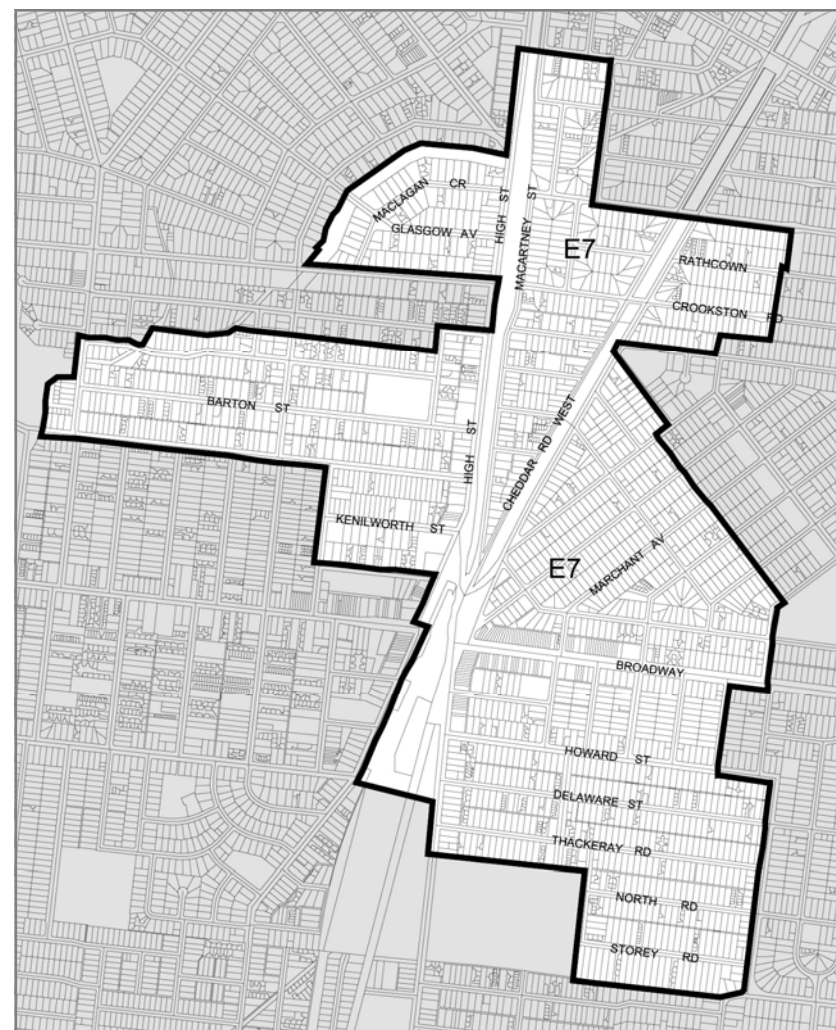 MACLAGAN CR
GLASGOW AV
HIGH ST
MACARTNEY ST
E7
RATHCOWN
CROOKSTON RD
BARTON ST
HIGH ST
CHEDDAR RD WEST
KENILWORTH ST
E7
MARCHANT AV
BROADWAY
HOWARD ST
DELAWARE ST
THACKERAY RD
NORTH RD
STOREY RD